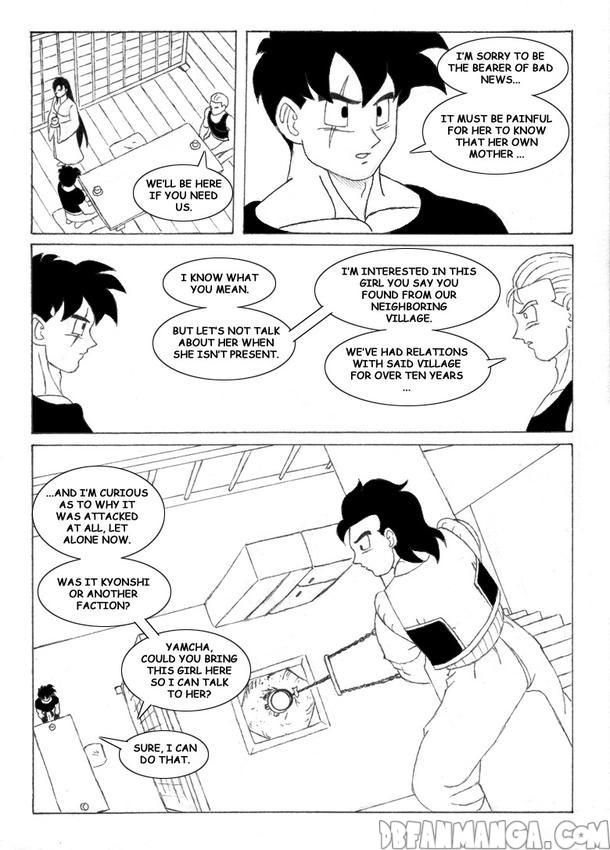 WE'LL BE HERE
IF YOU NEED
US.
I'M SORRY TO BE
THE BEARER OF BAD
NEWS...
IT MUST BE PAINFUL
FOR HER TO KNOW
THAT HER OWN
MOTHER ...
I KNOW WHAT
YOU MEAN.
BUT LET'S NOT TALK
ABOUT HER WHEN
SHE ISN'T PRESENT.
I'M INTERESTED IN THIS
GIRL YOU SAY YOU
FOUND FROM OUR
NEIGHBORING
VILLAGE.
WE'VE HAD RELATIONS
WITH SAID VILLAGE
FOR OVER TEN YEARS
...
...AND I'M CURIOUS
AS TO WHY IT
WAS ATTACKED
AT ALL, LET
ALONE NOW.
WAS IT KYONSHI
OR ANOTHER
FACTION?
YAMCHA,
COULD YOU BRING
THIS GIRL HERE
SO I CAN TALK
TO HER?
SURE, I CAN
DO THAT.
DBFANMANGA.COM